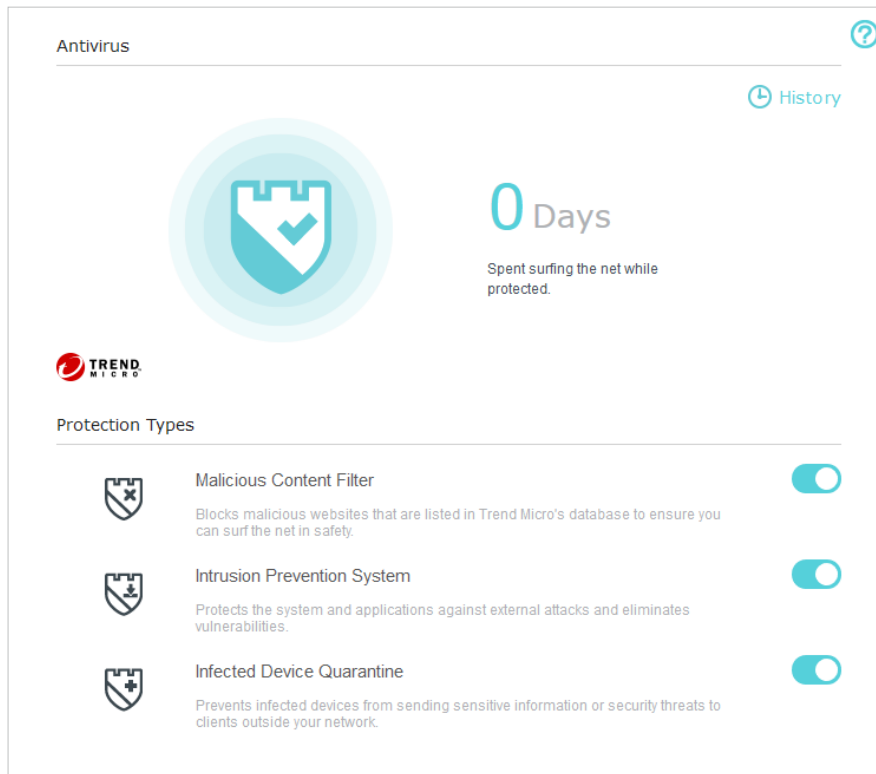 Antivirus
?
History
0 Days
Spent surfing the net while
protected.
TREND
MICRO
Protection Types
Malicious Content Filter
Blocks malicious websites that are listed in Trend Micro's database to ensure you
can surf the net in safety.
Intrusion Prevention System
Protects the system and applications against external attacks and eliminates
vulnerabilities.
Infected Device Quarantine
Prevents infected devices from sending sensitive information or security threats to
clients outside your network.